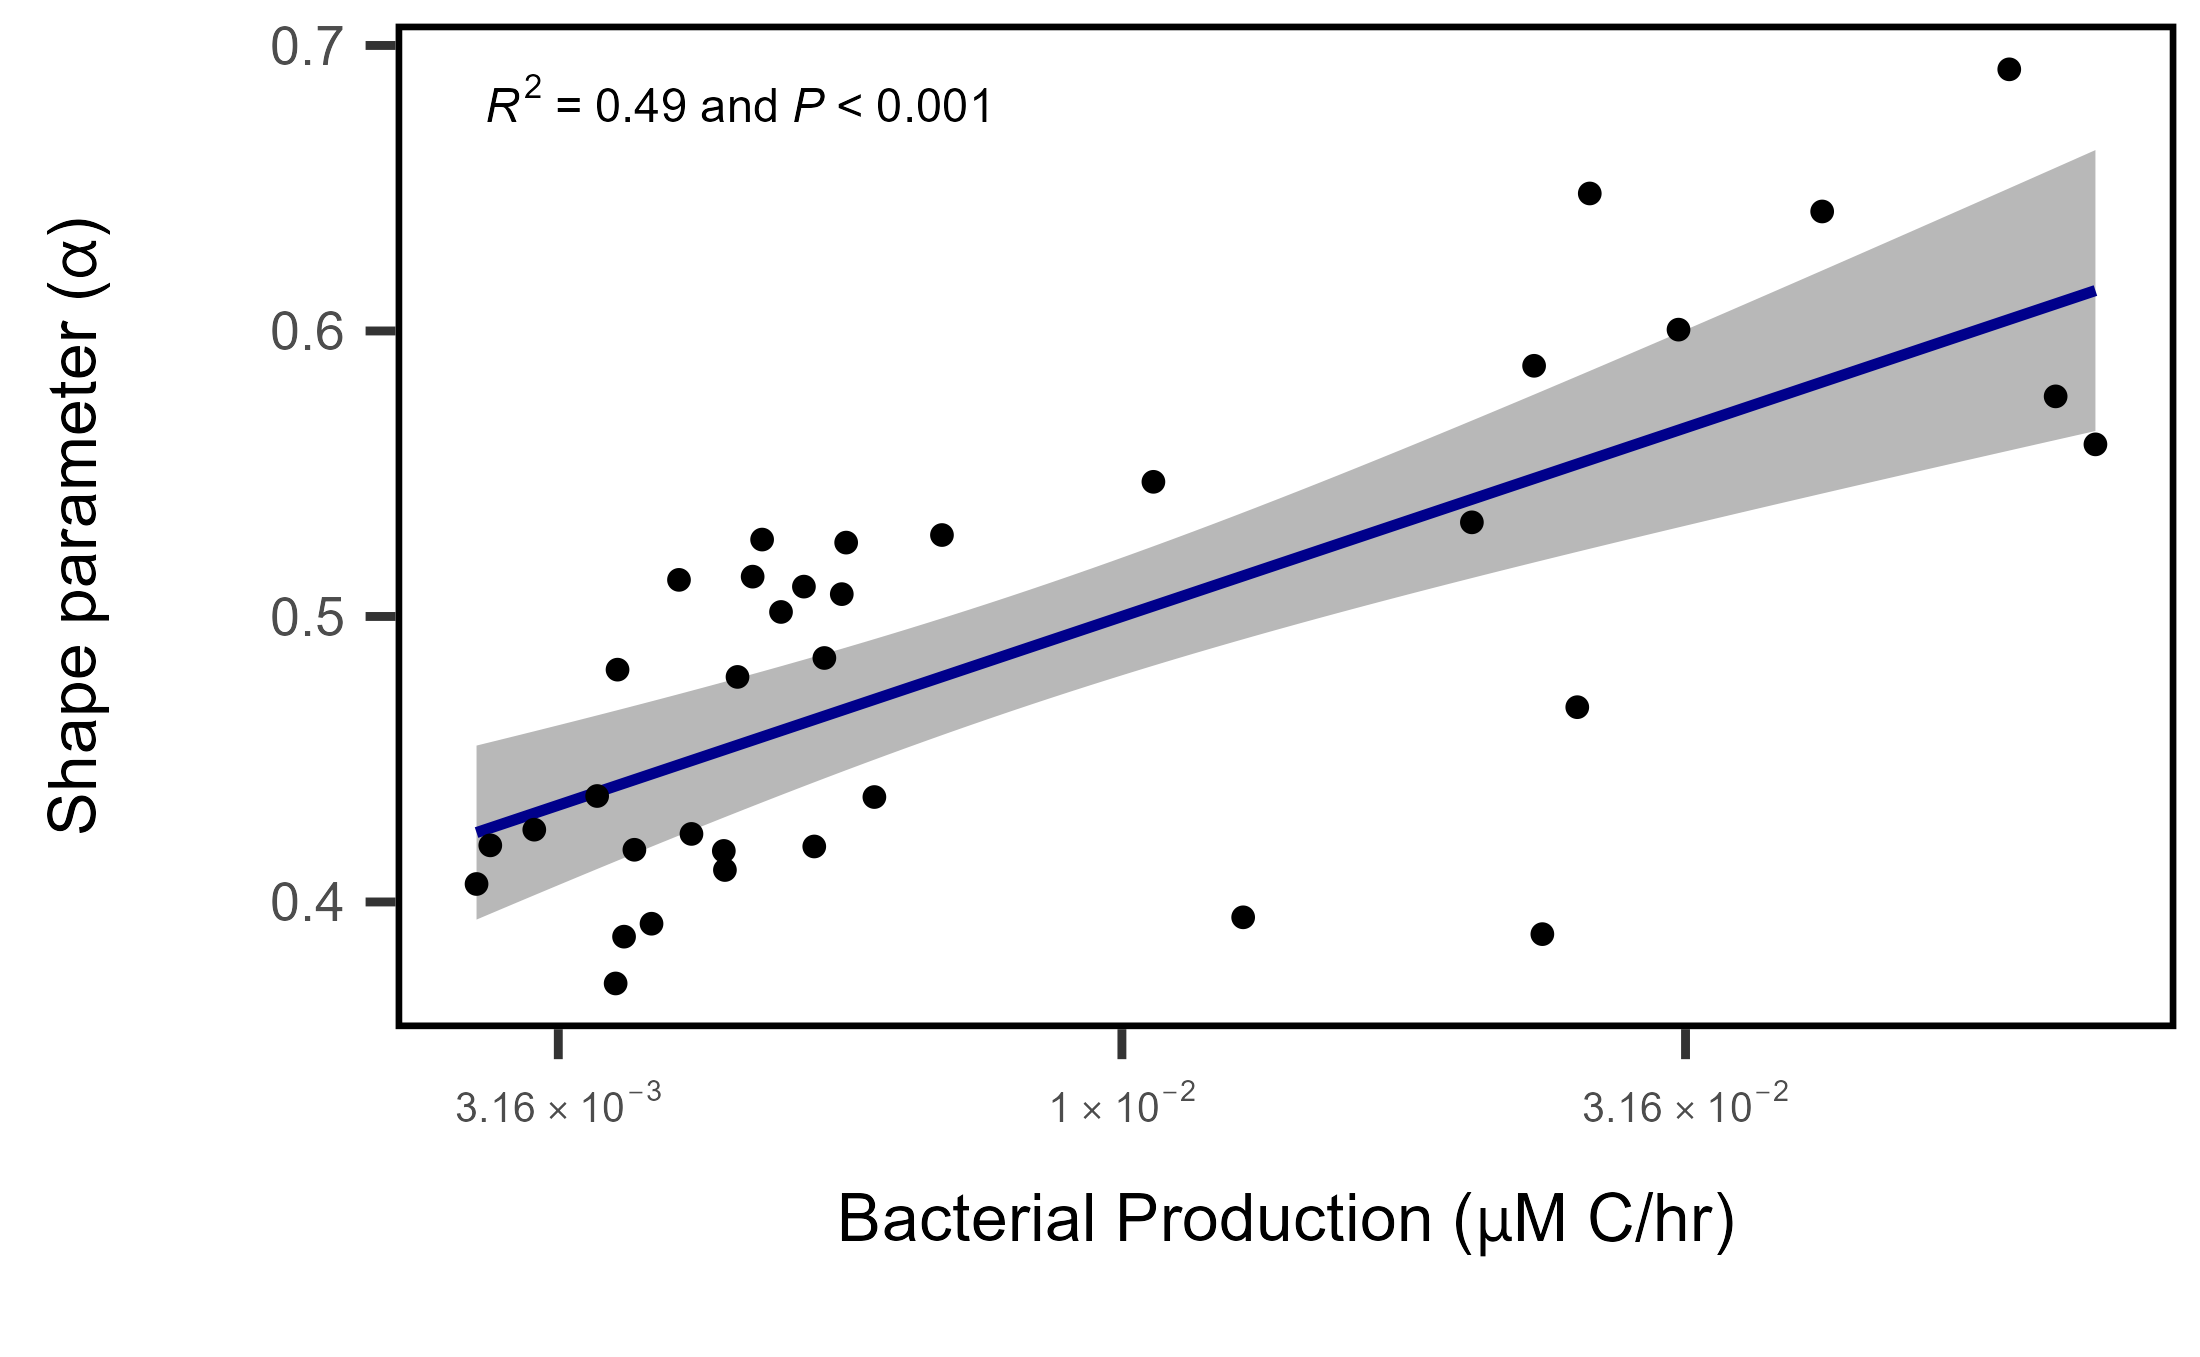 0.7
R² = 0.49 and P < 0.001
0.6
0.5
0.4
Shape parameter (α)
3.16 × 10⁻³ 1 × 10⁻² 3.16 × 10⁻²
Bacterial Production (μM C/hr)